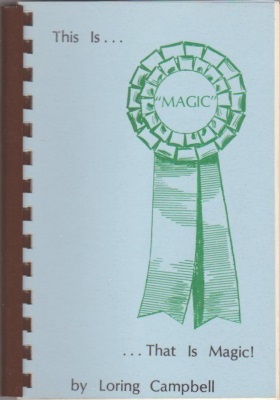 This Is...
"MAGIC"
...That Is Magic!
by Loring Campbell